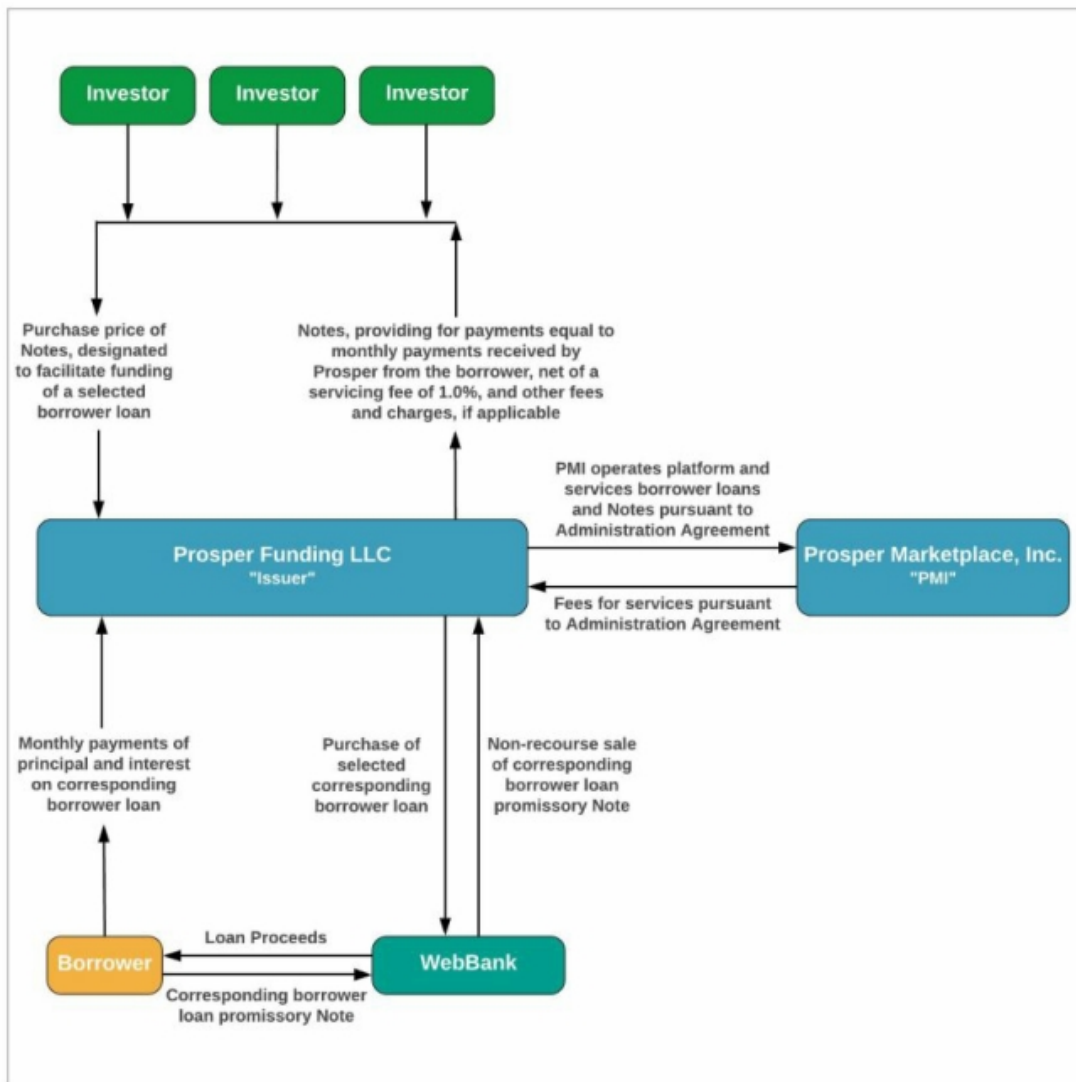 Investor
Investor
Investor
Purchase price of
Notes, designated
to facilitate funding
of a selected
borrower loan
Notes, providing for payments equal to
monthly payments received by
Prosper from the borrower, net of a
servicing fee of 1.0%, and other fees
and charges, if applicable
PMI operates platform and
services borrower loans
and Notes pursuant to
Administration Agreement
Prosper Funding LLC
"Issuer"
Prosper Marketplace, Inc.
"PMI"
Fees for services pursuant
to Administration Agreement
Monthly payments of
principal and interest
on corresponding
borrower loan
Purchase of
selected
corresponding
borrower loan
Non-recourse sale
of corresponding
borrower loan
promissory Note
Loan Proceeds
Borrower
WebBank
Corresponding borrower
loan promissory Note